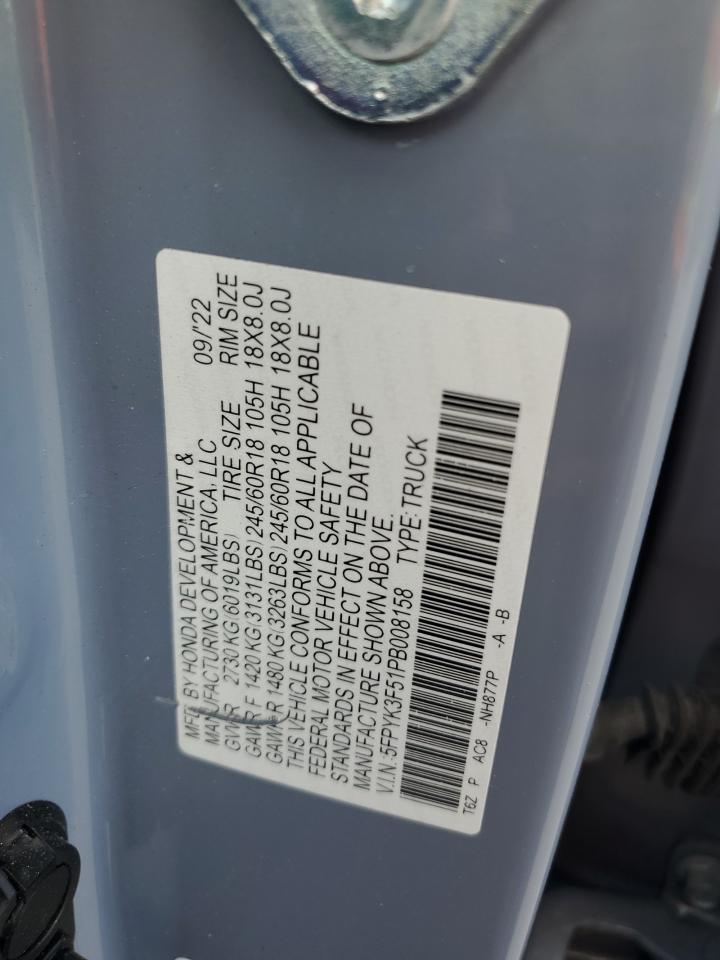 MFD. BY HONDA DEVELOPMENT &
MANUFACTURING OF AMERICA, LLC 09/'22
GVWR 2730 KG(6019LBS) TIRE SIZE RIM SIZE
GAWR F 1420 KG(3131LBS) 245/60R18 105H 18X8.0J
GAWR R 1480 KG(3263LBS) 245/60R18 105H 18X8.0J
THIS VEHICLE CONFORMS TO ALL APPLICABLE
FEDERAL MOTOR VEHICLE SAFETY
STANDARDS IN EFFECT ON THE DATE OF
MANUFACTURE SHOWN ABOVE.
V.I.N.:5FPYK3F51PB008158 TYPE: TRUCK
T6Z P AC8 -NH877P -A -B